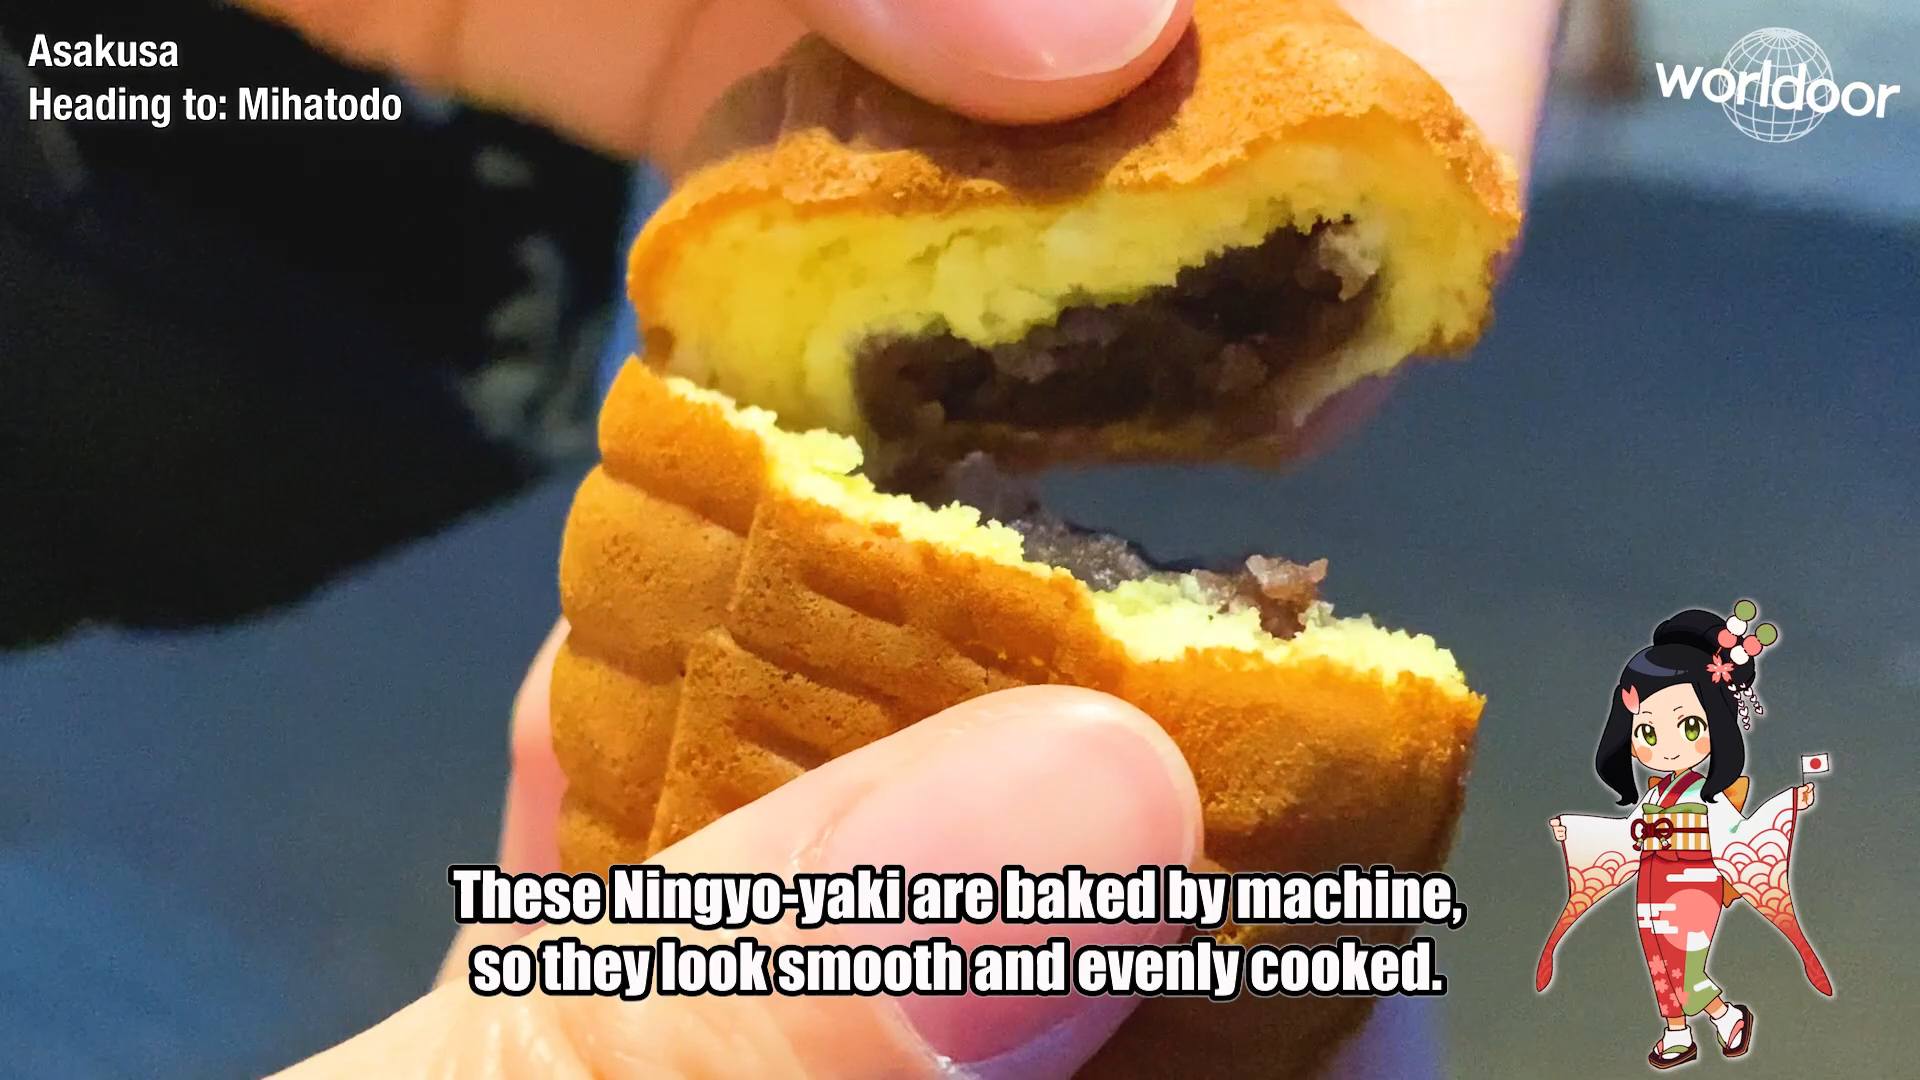 Asakusa
Heading to: Mihatodo
worldoor
These Ningyo-yaki are baked by machine,
so they look smooth and evenly cooked.